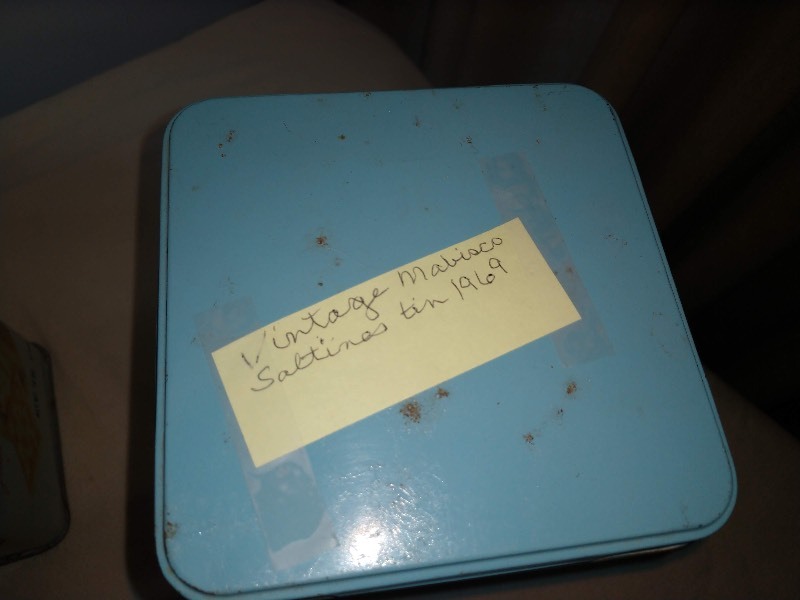 Vintage Mabisco
Saltines tin 1969